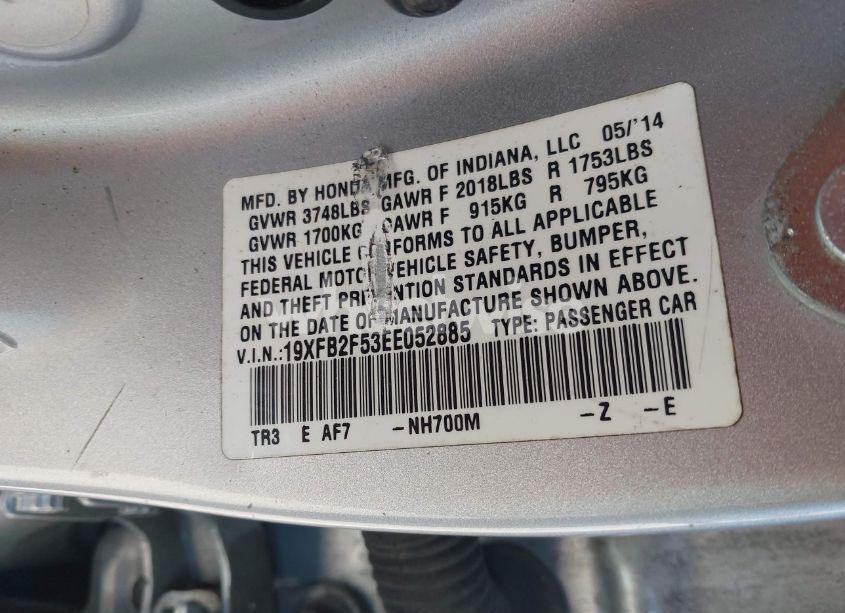 MFD. BY HONDA MFG. OF INDIANA, LLC 05/'14
GVWR 3748LBS GAWR F 2018LBS R 1753LBS
GVWR 1700KG GAWR F 915KG R 795KG
THIS VEHICLE CONFORMS TO ALL APPLICABLE
FEDERAL MOTOR VEHICLE SAFETY, BUMPER,
AND THEFT PREVENTION STANDARDS IN EFFECT
ON THE DATE OF MANUFACTURE SHOWN ABOVE.
V.I.N.:19XFB2F53EE052885 TYPE: PASSENGER CAR
TR3 E AF7 -NH700M -Z -E